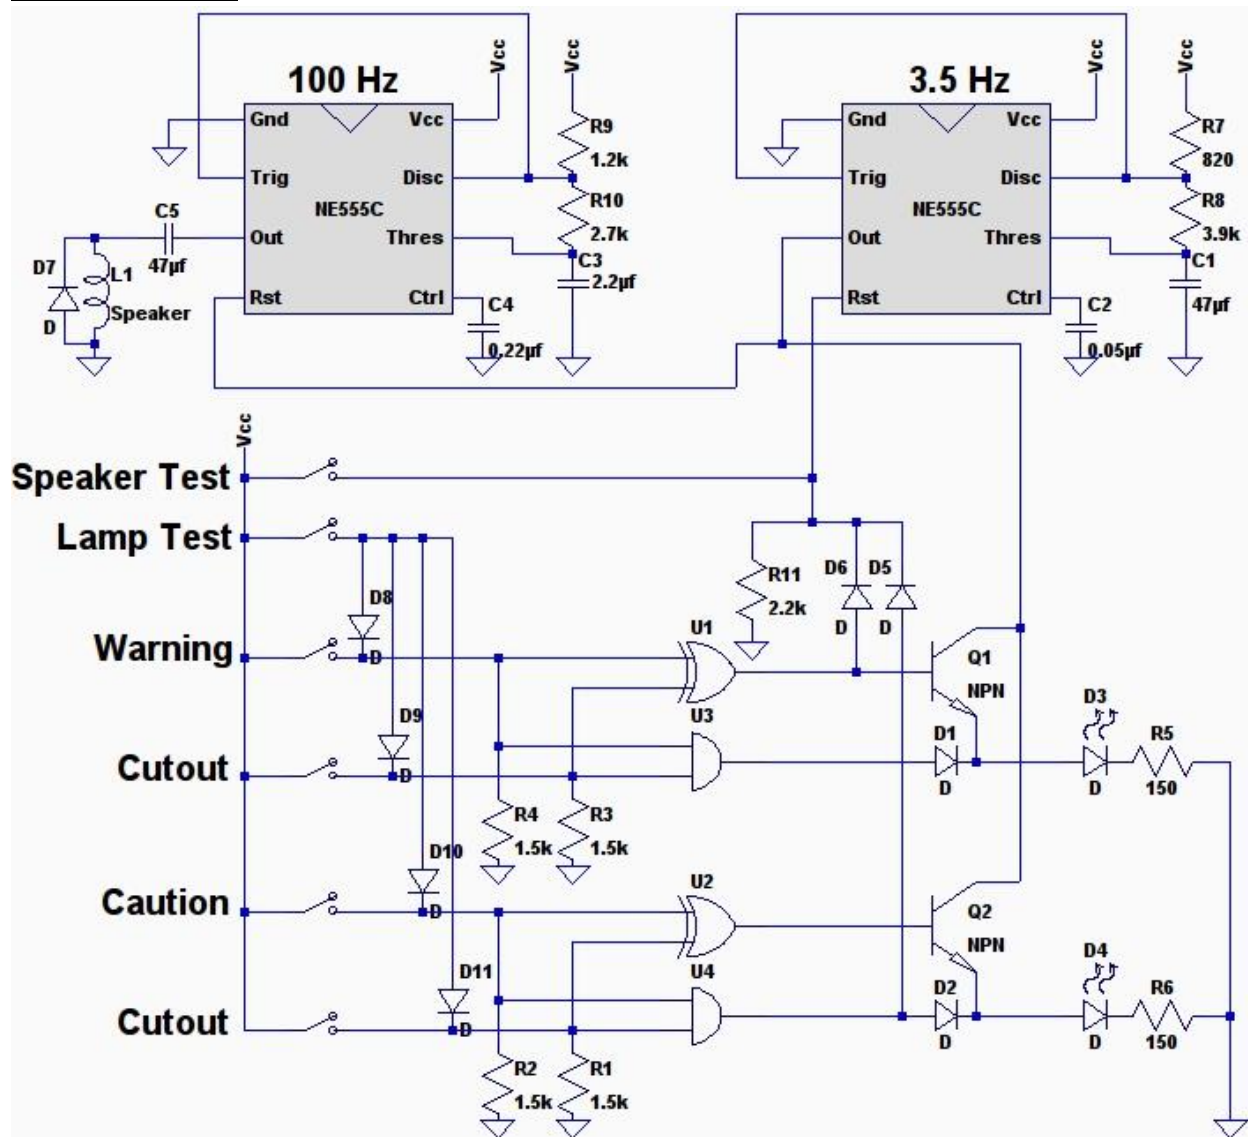 100 Hz
3.5 Hz
Vcc
Vcc
Vcc
Vcc
Gnd
Vcc
R9
1.2k
Gnd
Vcc
R7
820
Trig
Disc
R10
2.7k
Trig
Disc
R8
3.9k
NE555C
NE555C
C5
47µf
Out
Thres
C3
2.2µf
Out
Thres
C1
47µf
D7
D
L1
Speaker
Rst
Ctrl
C4
0.22µf
Rst
Ctrl
C2
0.05µf
Vcc
Speaker Test
Lamp Test
D8
D
R11
2.2k
D6
D
D5
D
Warning
U1
Q1
NPN
D9
D
U3
D1
D
D3
D
R5
150
Cutout
R4
1.5k
R3
1.5k
D10
D
U2
Caution
Q2
NPN
D11
D
U4
D2
D
D4
D
R6
150
Cutout
R2
1.5k
R1
1.5k